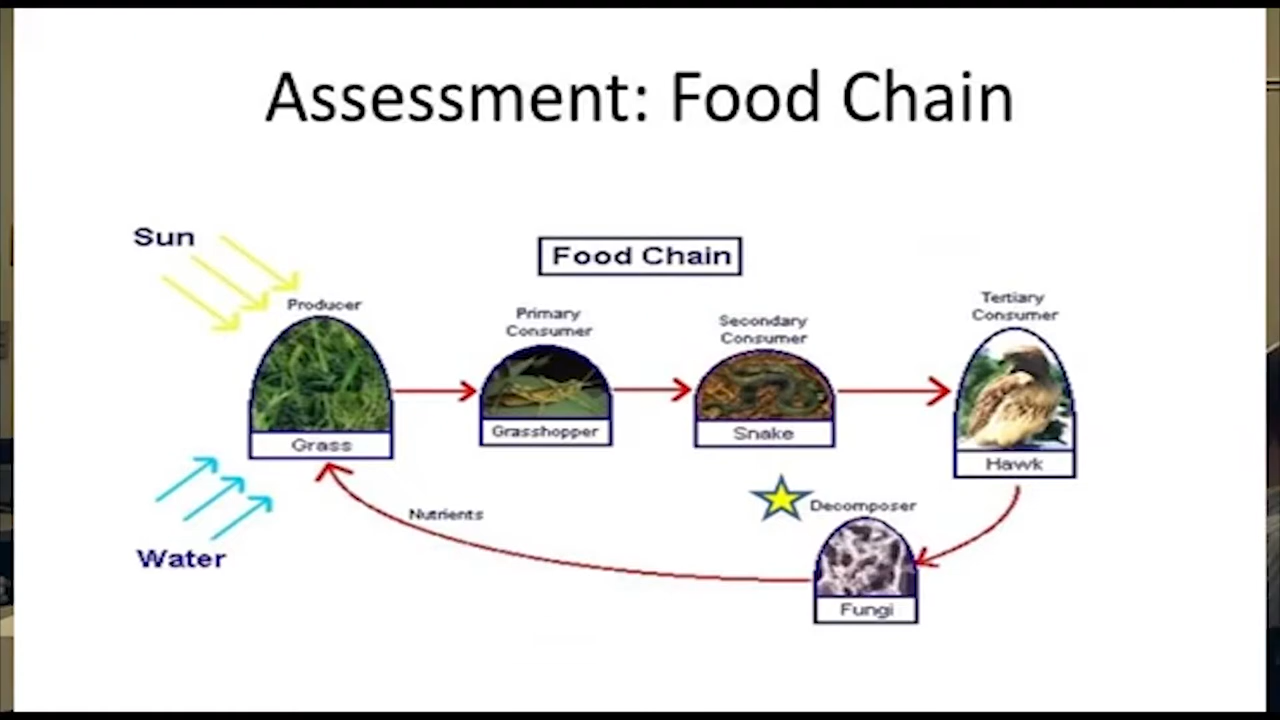 Assessment: Food Chain
Sun
Food Chain
Producer
Primary
Consumer
Secondary
Consumer
Tertiary
Consumer
Grass
Grasshopper
Snake
Hawk
Nutrients
Decomposer
Water
Fungi